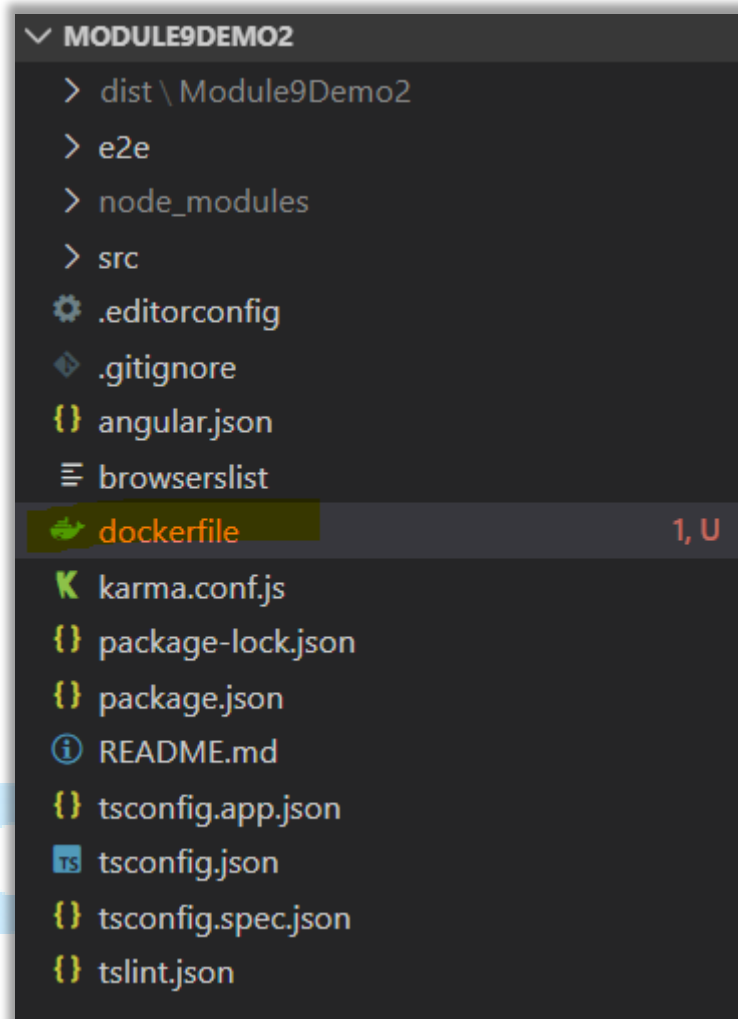 MODULE9DEMO2
dist \ Module9Demo2
e2e
node_modules
src
.editorconfig
.gitignore
{} angular.json
browserslist
dockerfile 1, U
K karma.conf.js
{} package-lock.json
{} package.json
README.md
{} tsconfig.app.json
TS tsconfig.json
{} tsconfig.spec.json
{} tslint.json